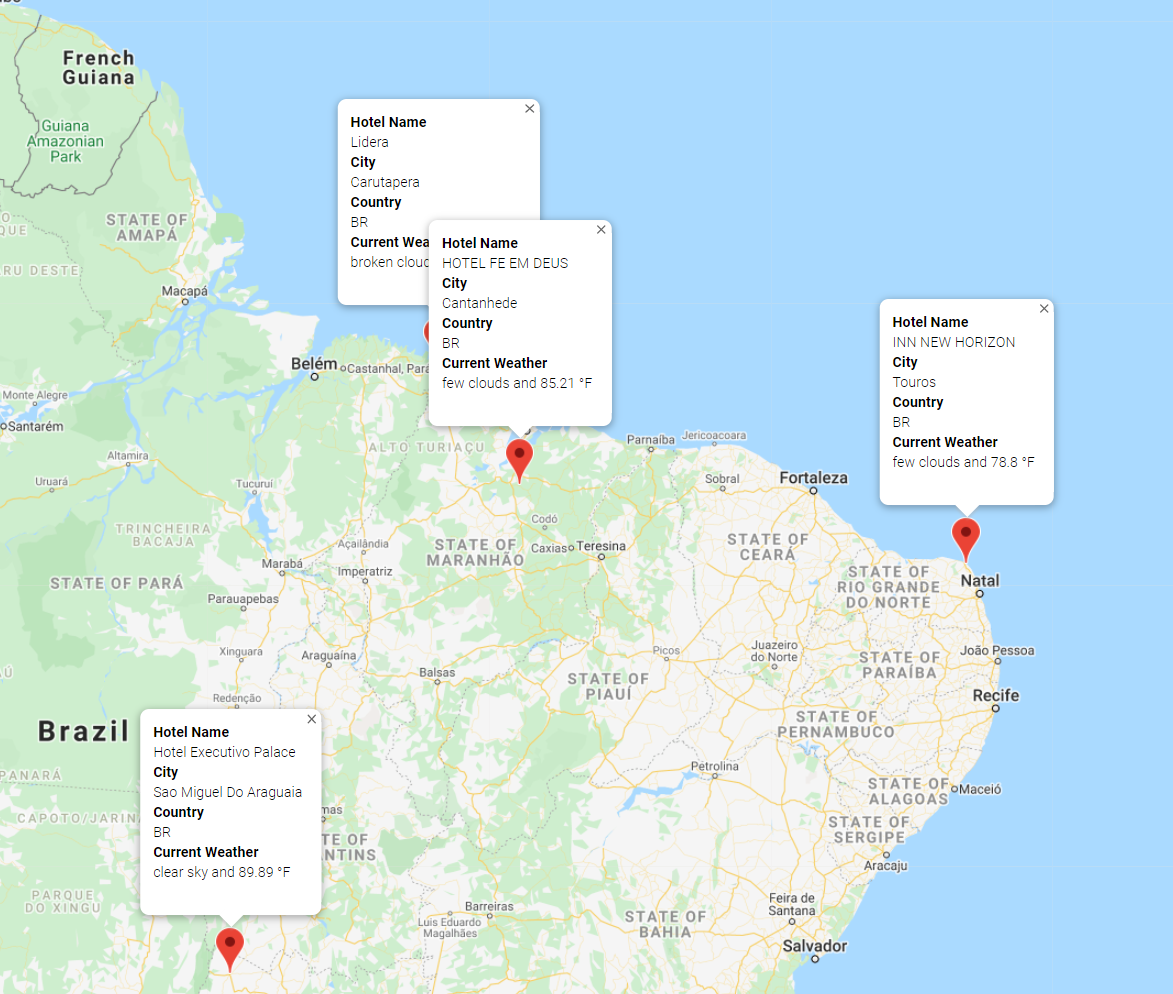 French
Guiana
Guiana
Amazonian
Park
STATE OF
AMAPÁ
RU DESTE
Macapá
Hotel Name
Lidera
City
Carutapera
Country
BR
Current Wea
broken cloud
Hotel Name
HOTEL FE EM DEUS
City
Cantanhede
Country
BR
Current Weather
few clouds and 85.21 °F
Hotel Name
INN NEW HORIZON
City
Touros
Country
BR
Current Weather
few clouds and 78.8 °F
Belém
Castanhal, Pará
Monte Alegre
Santarém
Altamira
Uruará
Tucuruí
ALTO TURIAÇU
Parnaíba
Jericoacoara
Sobral
Fortaleza
TRINCHEIRA
BACAJA
Codó
Açailândia
STATE OF
MARANHÃO
Caxias
Teresina
STATE OF
CEARÁ
STATE OF PARÁ
Marabá
Imperatriz
STATE OF
RIO GRANDE
DO NORTE
Natal
Parauapebas
Xinguara
Araguaína
Picos
Juazeiro
do Norte
STATE OF
PARAÍBA
João Pessoa
Balsas
STATE OF
PIAUÍ
Redenção
Recife
Brazil
STATE OF
PERNAMBUCO
Hotel Name
Hotel Executivo Palace
City
Sao Miguel Do Araguaia
Country
BR
Current Weather
clear sky and 89.89 °F
PANARÁ
CAPOTO/JARINA
mas
TE OF
NTINS
Petrolina
STATE OF
ALAGOAS
Maceió
STATE OF
SERGIPE
Aracaju
PARQUE
DO XINGU
Barreiras
Luís Eduardo
Magalhães
STATE OF
BAHIA
Feira de
Santana
Salvador